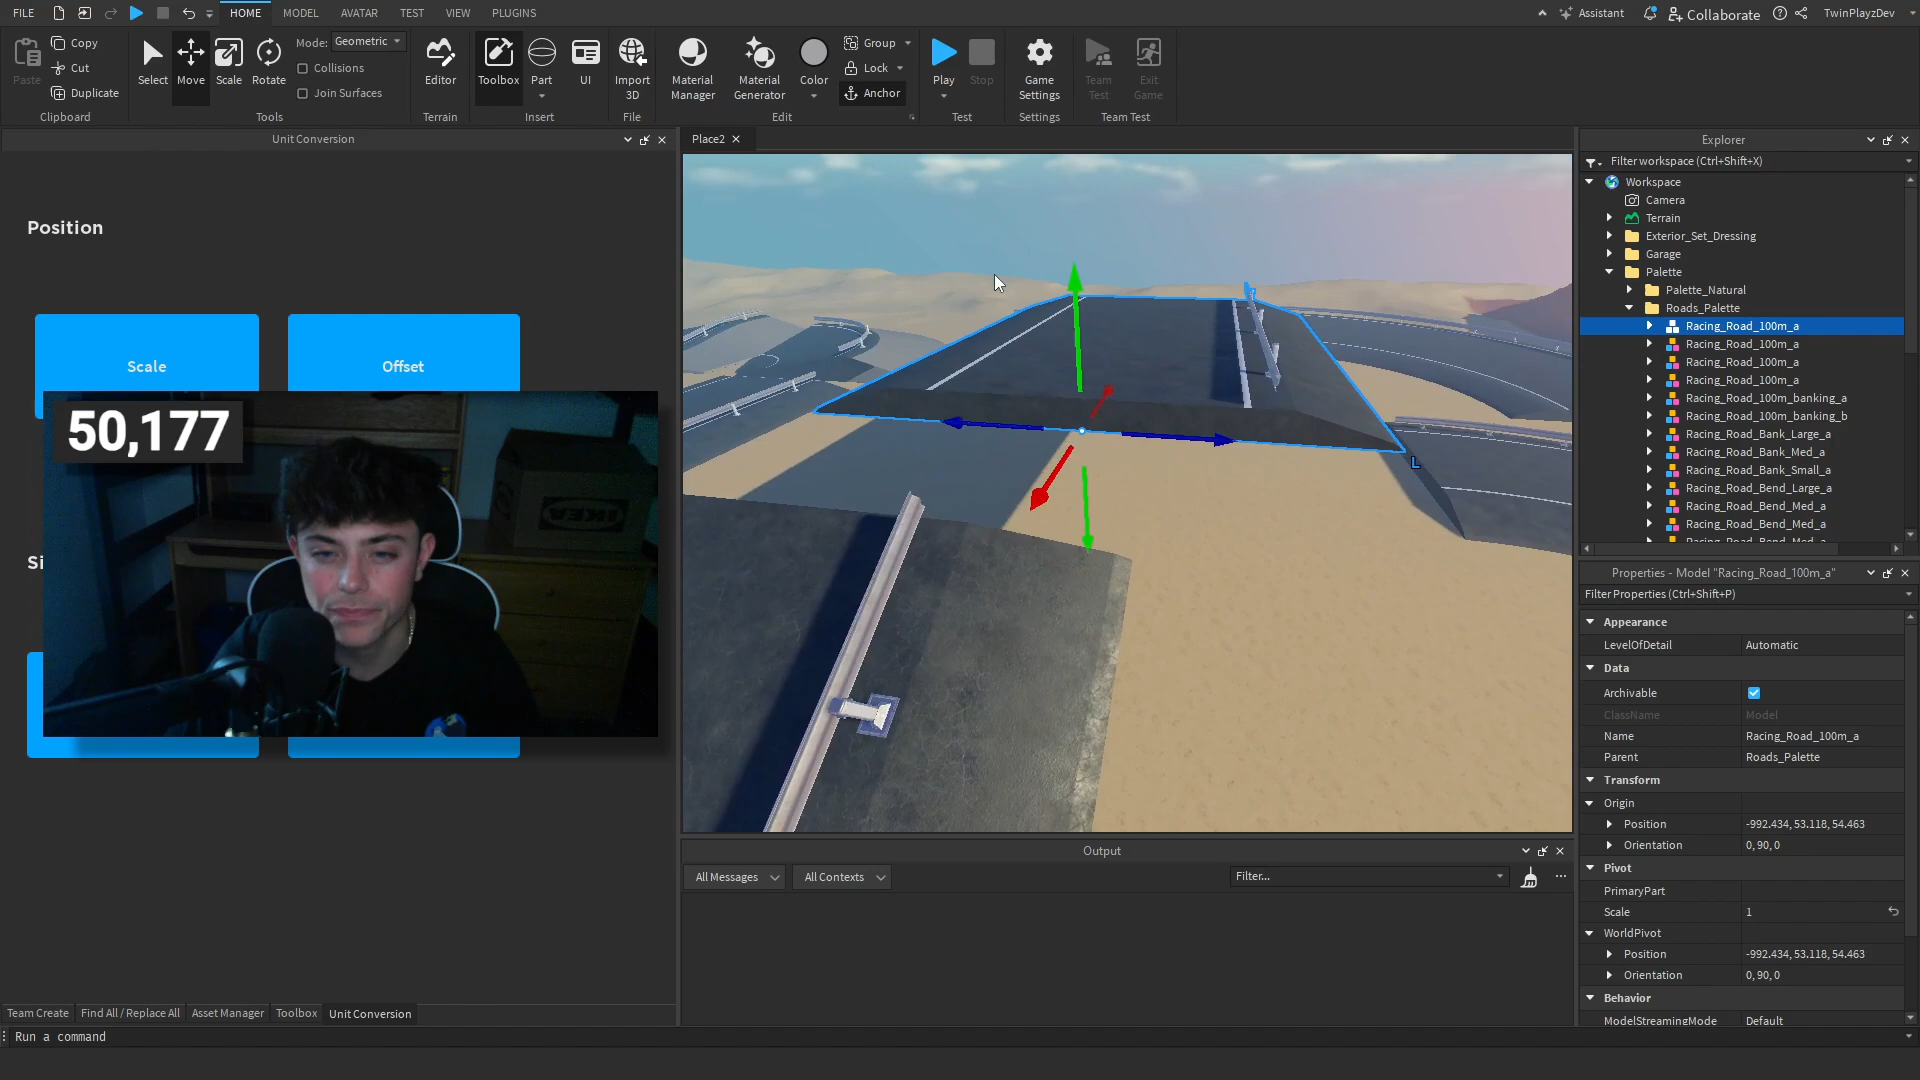 FILE
HOME
MODEL
AVATAR
TEST
VIEW
PLUGINS
Assistant
Collaborate
TwinPlayzDev
Paste
Copy
Cut
Duplicate
Clipboard
Select
Move
Scale
Rotate
Mode: Geometric
Collisions
Join Surfaces
Tools
Editor
Terrain
Toolbox
Part
UI
Insert
Import
3D
File
Material
Manager
Material
Generator
Color
Group
Lock
Anchor
Edit
Play
Stop
Test
Game
Settings
Settings
Team
Test
Exit
Game
Team Test
Unit Conversion
Position
Scale
Offset
50,177
IKEA
Si
Place2
L
Output
All Messages
All Contexts
Filter...
Explorer
Filter workspace (Ctrl+Shift+X)
Workspace
Camera
Terrain
Exterior_Set_Dressing
Garage
Palette
Palette_Natural
Roads_Palette
Racing_Road_100m_a
Racing_Road_100m_a
Racing_Road_100m_a
Racing_Road_100m_a
Racing_Road_100m_banking_a
Racing_Road_100m_banking_b
Racing_Road_Bank_Large_a
Racing_Road_Bank_Med_a
Racing_Road_Bank_Small_a
Racing_Road_Bend_Large_a
Racing_Road_Bend_Med_a
Racing_Road_Bend_Med_a
Racing_Road_Bend_Med_a
Properties - Model "Racing_Road_100m_a"
Filter Properties (Ctrl+Shift+P)
Appearance
LevelOfDetail Automatic
Data
Archivable
ClassName Model
Name Racing_Road_100m_a
Parent Roads_Palette
Transform
Origin
Position -992.434, 53.118, 54.463
Orientation 0, 90, 0
Pivot
PrimaryPart
Scale 1
WorldPivot
Position -992.434, 53.118, 54.463
Orientation 0, 90, 0
Behavior
ModelStreamingMode Default
Team Create
Find All / Replace All
Asset Manager
Toolbox
Unit Conversion
Run a command